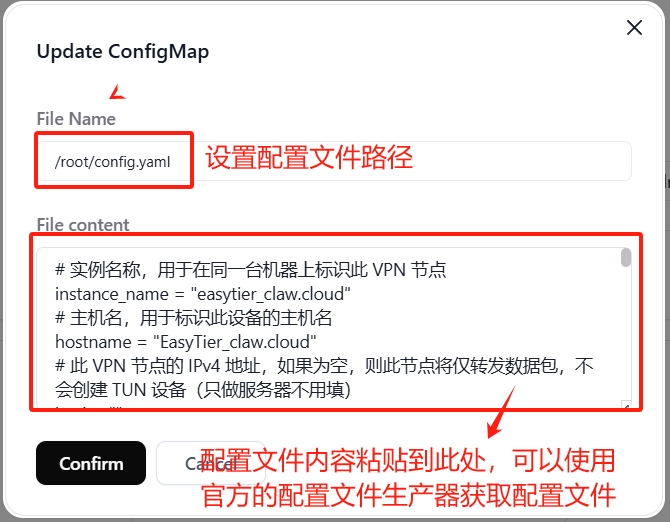 Update ConfigMap
File Name
/root/config.yaml
设置配置文件路径
File content
# 实例名称，用于在同一台机器上标识此 VPN 节点
instance_name = "easytier_claw.cloud"
# 主机名，用于标识此设备的主机名
hostname = "EasyTier_claw.cloud"
# 此 VPN 节点的 IPv4 地址，如果为空，则此节点将仅转发数据包，不
会创建 TUN 设备（只做服务器不用填）
Confirm
Cancel
配置文件内容粘贴到此处，可以使用
官方的配置文件生产器获取配置文件